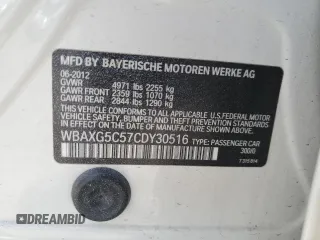 MFD BY BAYERISCHE MOTOREN WERKE AG
06-2012
GVWR 4971 lbs 2255 kg
GAWR FRONT 2359 lbs 1070 kg
GAWR REAR 2844 lbs 1290 kg
THIS VEHICLE CONFORMS TO ALL APPLICABLE
U.S. FEDERAL MOTOR VEHICLE SAFETY, BUMPER,
AND THEFT PREVENTION STANDARDS IN EFFECT ON
THE DATE OF MANUFACTURE SHOWN ABOVE.
WBAXG5C57CDY30516 TYPE: PASSENGER CAR
300/0
DREAMBID